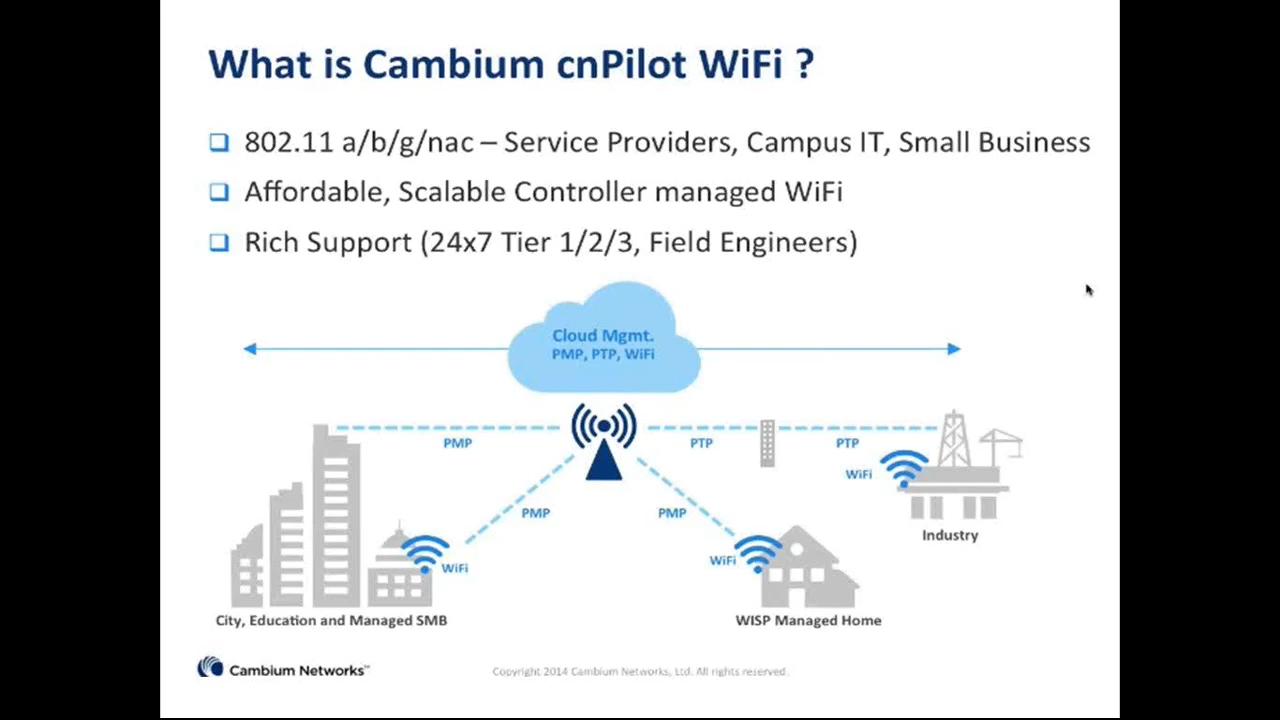 What is Cambium cnPilot WiFi ?
802.11 a/b/g/nac – Service Providers, Campus IT, Small Business
Affordable, Scalable Controller managed WiFi
Rich Support (24x7 Tier 1/2/3, Field Engineers)
Cloud Mgmt.
PMP, PTP, WiFi
PMP
PTP
PTP
WiFi
PMP
PMP
Industry
WiFi
WiFi
City, Education and Managed SMB
WISP Managed Home
Cambium Networks™
Copyright 2014 Cambium Networks, Ltd. All rights reserved.